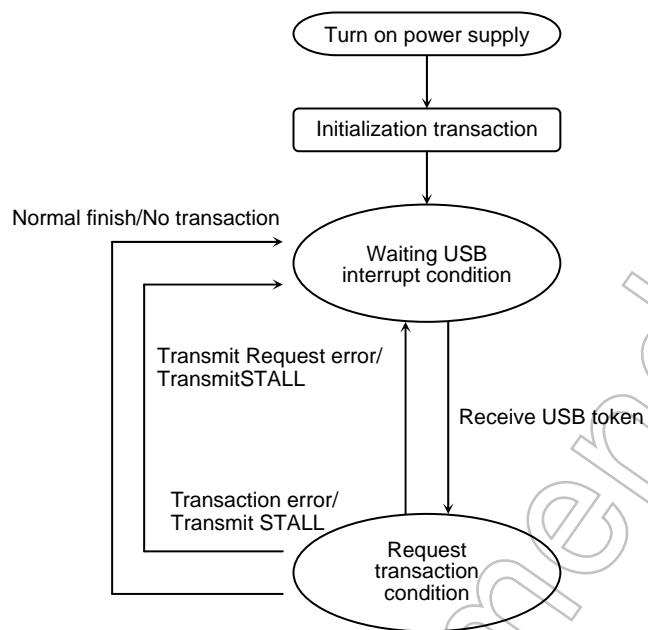 Turn on power supply
Initialization transaction
Normal finish/No transaction
Waiting USB
interrupt condition
Transmit Request error/
TransmitSTALL
Receive USB token
Transaction error/
Transmit STALL
Request
transaction
condition